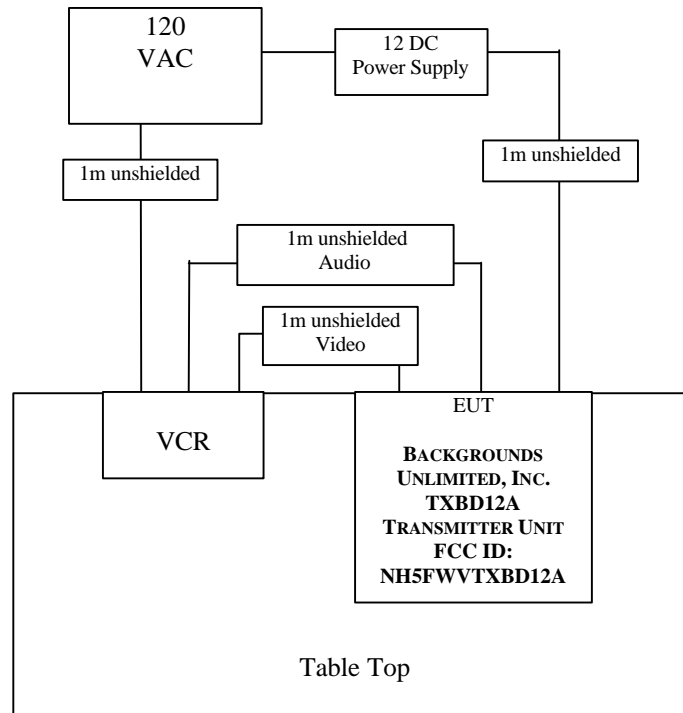 120
VAC
12 DC
Power Supply
1m unshielded
1m unshielded
1m unshielded
Audio
1m unshielded
Video
VCR
EUT
BACKGROUNDS
UNLIMITED, INC.
TXBD12A
TRANSMITTER UNIT
FCC ID:
NH5FWVTXBD12A
Table Top